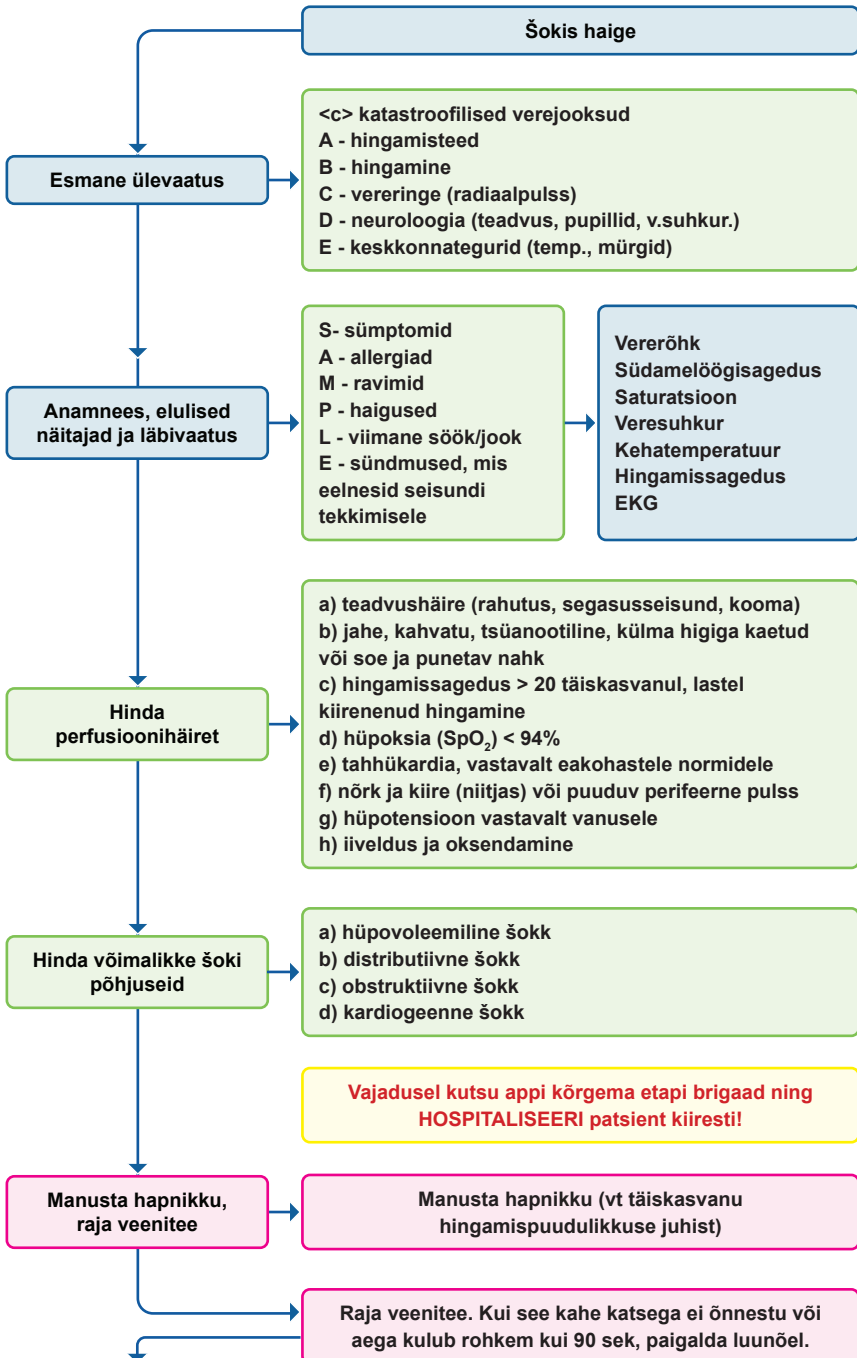 Šokis haige
Esmane ülevaatus
<c> katastroofilised verejooksud
A - hingamisteed
B - hingamine
C - vereringe (radiaalpulss)
D - neuroloogia (teadvus, pupillid, v.suhkur.)
E - keskkonnategurid (temp., mürgid)
Anamnees, elulised
näitajad ja läbivaatus
S- sümptomid
A - allergiad
M - ravimid
P - haigused
L - viimane söök/jook
E - sündmused, mis
eelnesid seisundi
tekkimisele
Vererõhk
Südamelöögisagedus
Saturatsioon
Veresuhkur
Kehatemperatuur
Hingamissagedus
EKG
Hinda
perfusioonihäiret
a) teadvushäire (rahutus, segasusseisund, kooma)
b) jahe, kahvatu, tsüanootiline, külma higiga kaetud
või soe ja punetav nahk
c) hingamissagedus > 20 täiskasvanul, lastel
kiirenenud hingamine
d) hüpoksia (SpO₂) < 94%
e) tahhükardia, vastavalt eakohastele normidele
f) nõrk ja kiire (niitjas) või puuduv perifeerne pulss
g) hüpotensioon vastavalt vanusele
h) iiveldus ja oksendamine
Hinda võimalikke šoki
põhjuseid
a) hüpovoleemiline šokk
b) distributiivne šokk
c) obstruktiivne šokk
d) kardiogeenne šokk
Vajadusel kutsu appi kõrgema etapi brigaad ning
HOSPITALISEERI patsient kiiresti!
Manusta hapnikku,
raja veenitee
Manusta hapnikku (vt täiskasvanu
hingamispuudulikkuse juhist)
Raja veenitee. Kui see kahe katsega ei õnnestu või
aega kulub rohkem kui 90 sek, paigalda luunõel.